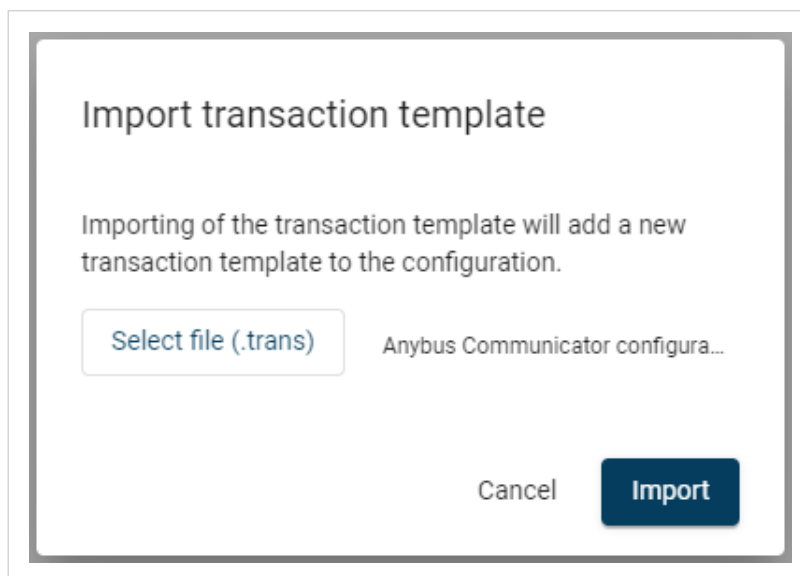 Import transaction template
Importing of the transaction template will add a new
transaction template to the configuration.
Select file (.trans)
Anybus Communicator configura...
Cancel
Import